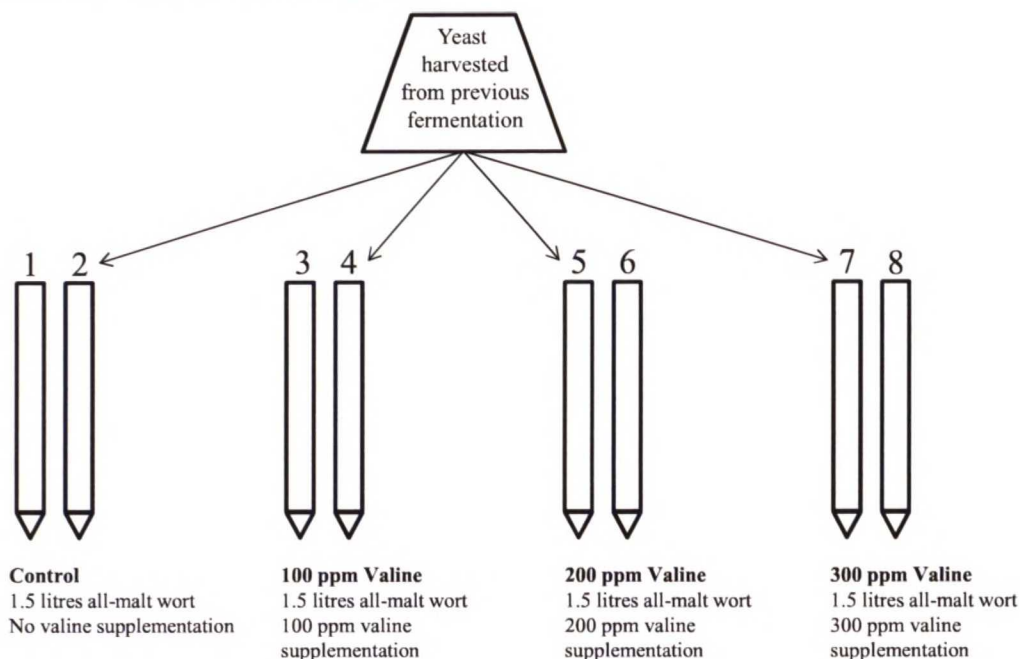 Yeast
harvested
from previous
fermentation
1 2 3 4 5 6 7 8
Control
1.5 litres all-malt wort
No valine supplementation
100 ppm Valine
1.5 litres all-malt wort
100 ppm valine
supplementation
200 ppm Valine
1.5 litres all-malt wort
200 ppm valine
supplementation
300 ppm Valine
1.5 litres all-malt wort
300 ppm valine
supplementation